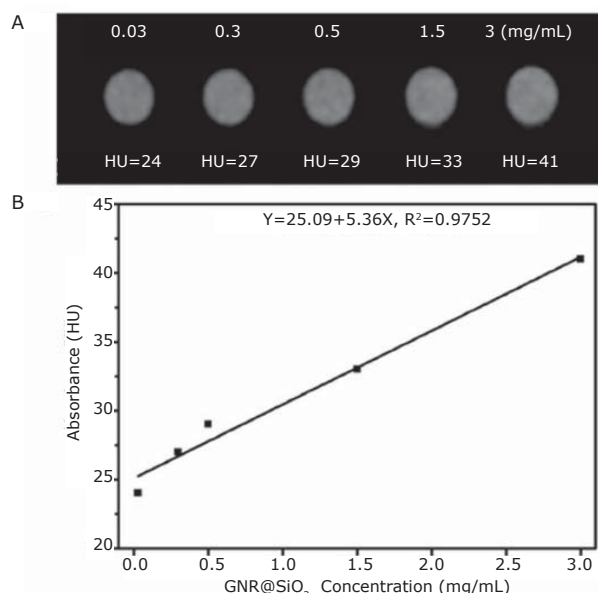 A
0.03 0.3 0.5 1.5 3 (mg/mL)
HU=24 HU=27 HU=29 HU=33 HU=41
B
Y=25.09+5.36X, R²=0.9752
45
40
35
30
25
20
Absorbance (HU)
0.0 0.5 1.0 1.5 2.0 2.5 3.0
GNR@SiO₂ Concentration (mg/mL)